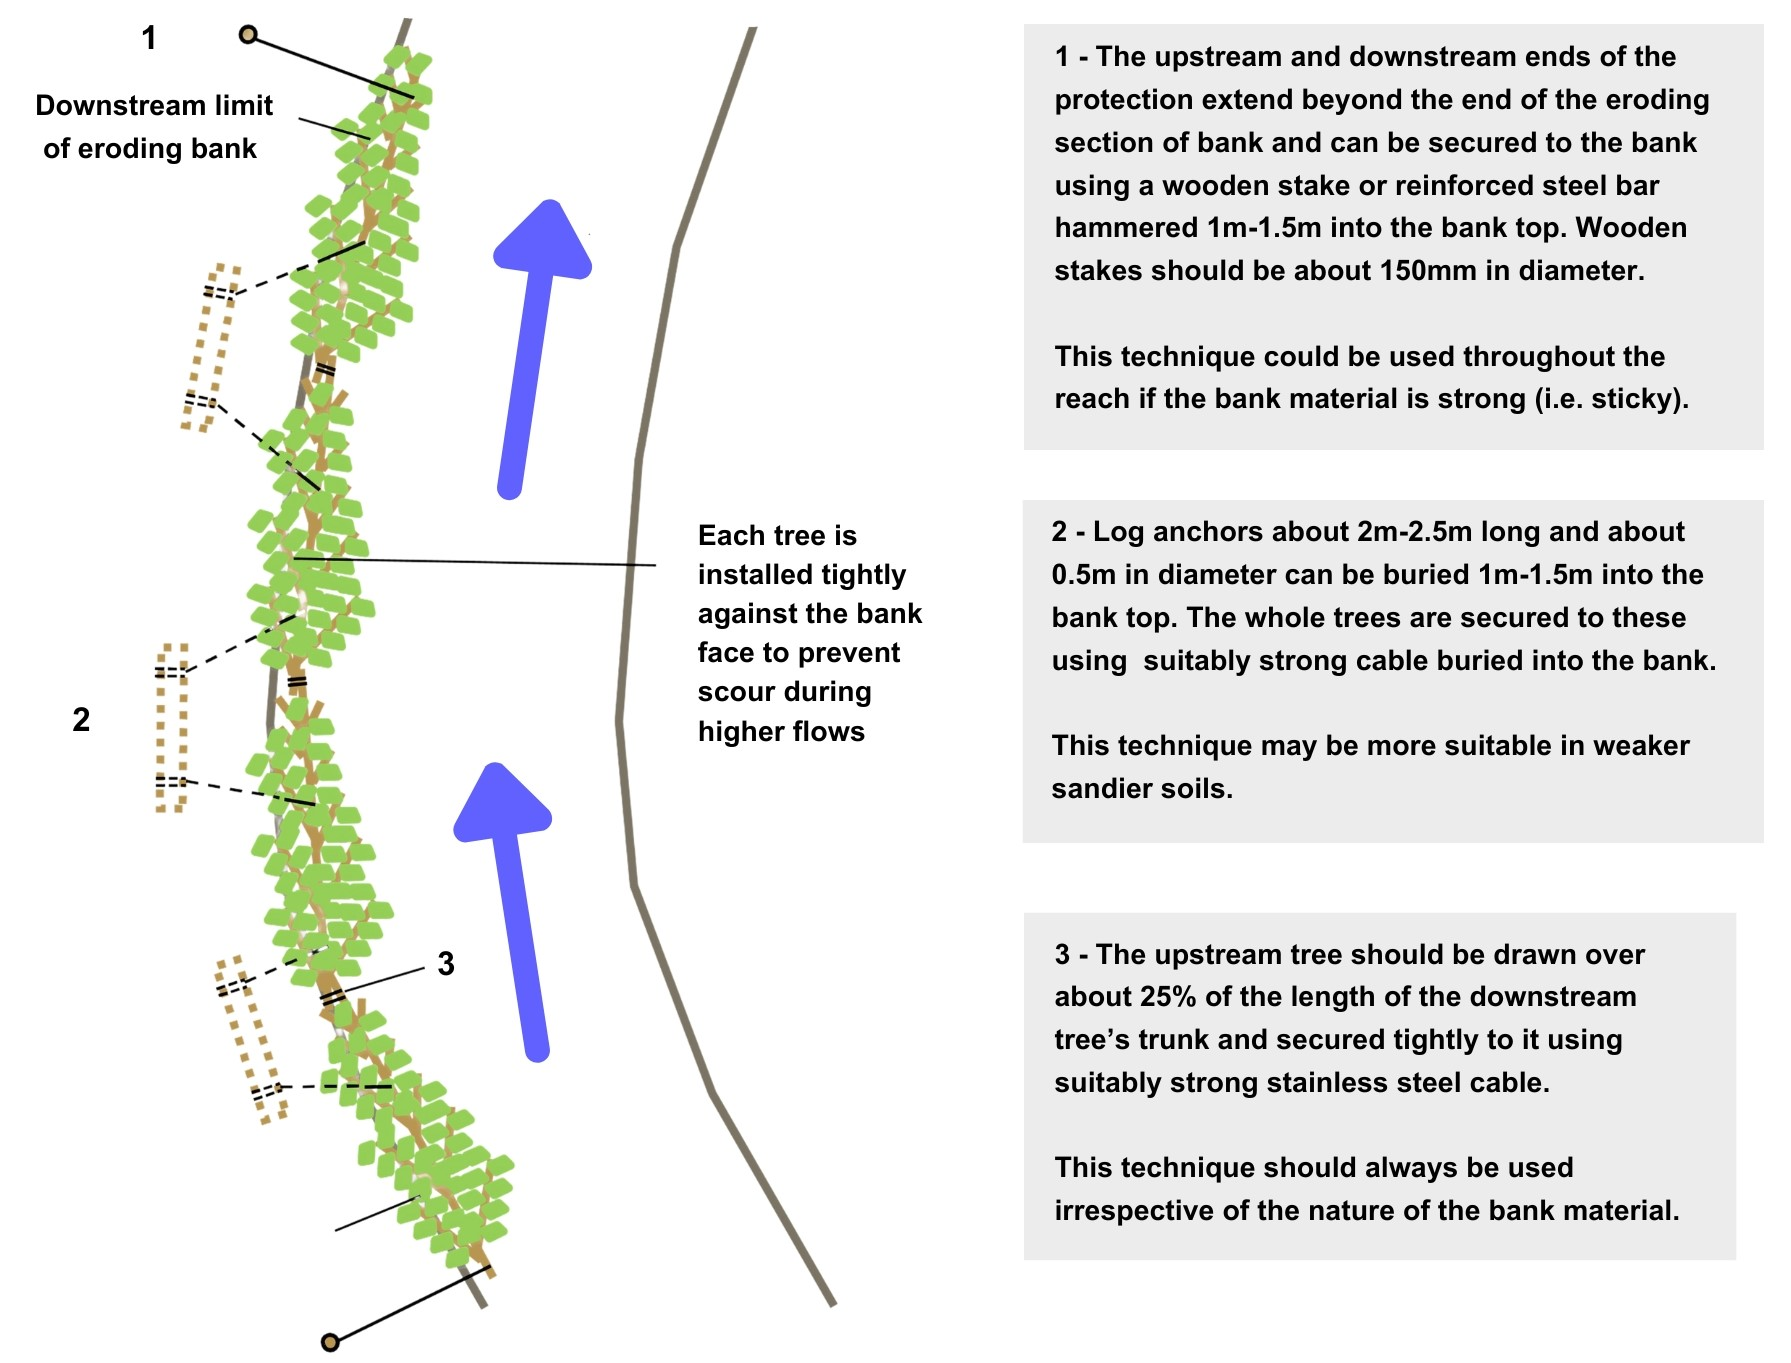 1
Downstream limit
of eroding bank
2
3
Each tree is
installed tightly
against the bank
face to prevent
scour during
higher flows
1 - The upstream and downstream ends of the
protection extend beyond the end of the eroding
section of bank and can be secured to the bank
using a wooden stake or reinforced steel bar
hammered 1m-1.5m into the bank top. Wooden
stakes should be about 150mm in diameter.
This technique could be used throughout the
reach if the bank material is strong (i.e. sticky).
2 - Log anchors about 2m-2.5m long and about
0.5m in diameter can be buried 1m-1.5m into the
bank top. The whole trees are secured to these
using  suitably strong cable buried into the bank.
This technique may be more suitable in weaker
sandier soils.
3 - The upstream tree should be drawn over
about 25% of the length of the downstream
tree’s trunk and secured tightly to it using
suitably strong stainless steel cable.
This technique should always be used
irrespective of the nature of the bank material.